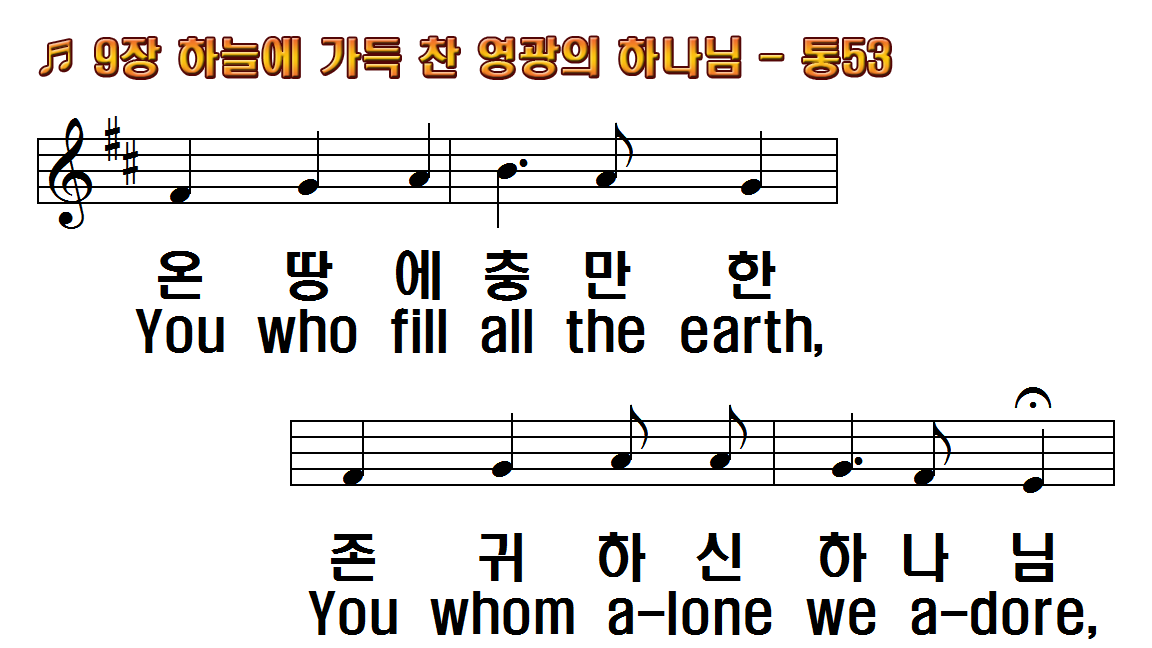 ♬ 9장 하늘에 가득 찬 영광의 하나님 - 통53
온 땅 에 충 만 한
You who fill all the earth,
존 귀 하 신 하 나 님
You whom a-lone we a-dore,